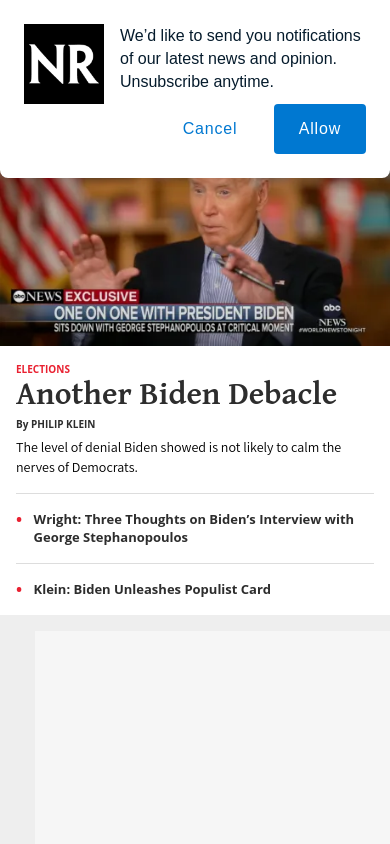 NR
We’d like to send you notifications
of our latest news and opinion.
Unsubscribe anytime.
Cancel
Allow
abc NEWS EXCLUSIVE
ONE ON ONE WITH PRESIDENT BIDEN
SITS DOWN WITH GEORGE STEPHANOPOULOS AT CRITICAL MOMENT
abc
NEWS
#WORLDNEWSTONIGHT
ELECTIONS
Another Biden Debacle
By PHILIP KLEIN
The level of denial Biden showed is not likely to calm the
nerves of Democrats.
• Wright: Three Thoughts on Biden’s Interview with
George Stephanopoulos
• Klein: Biden Unleashes Populist Card